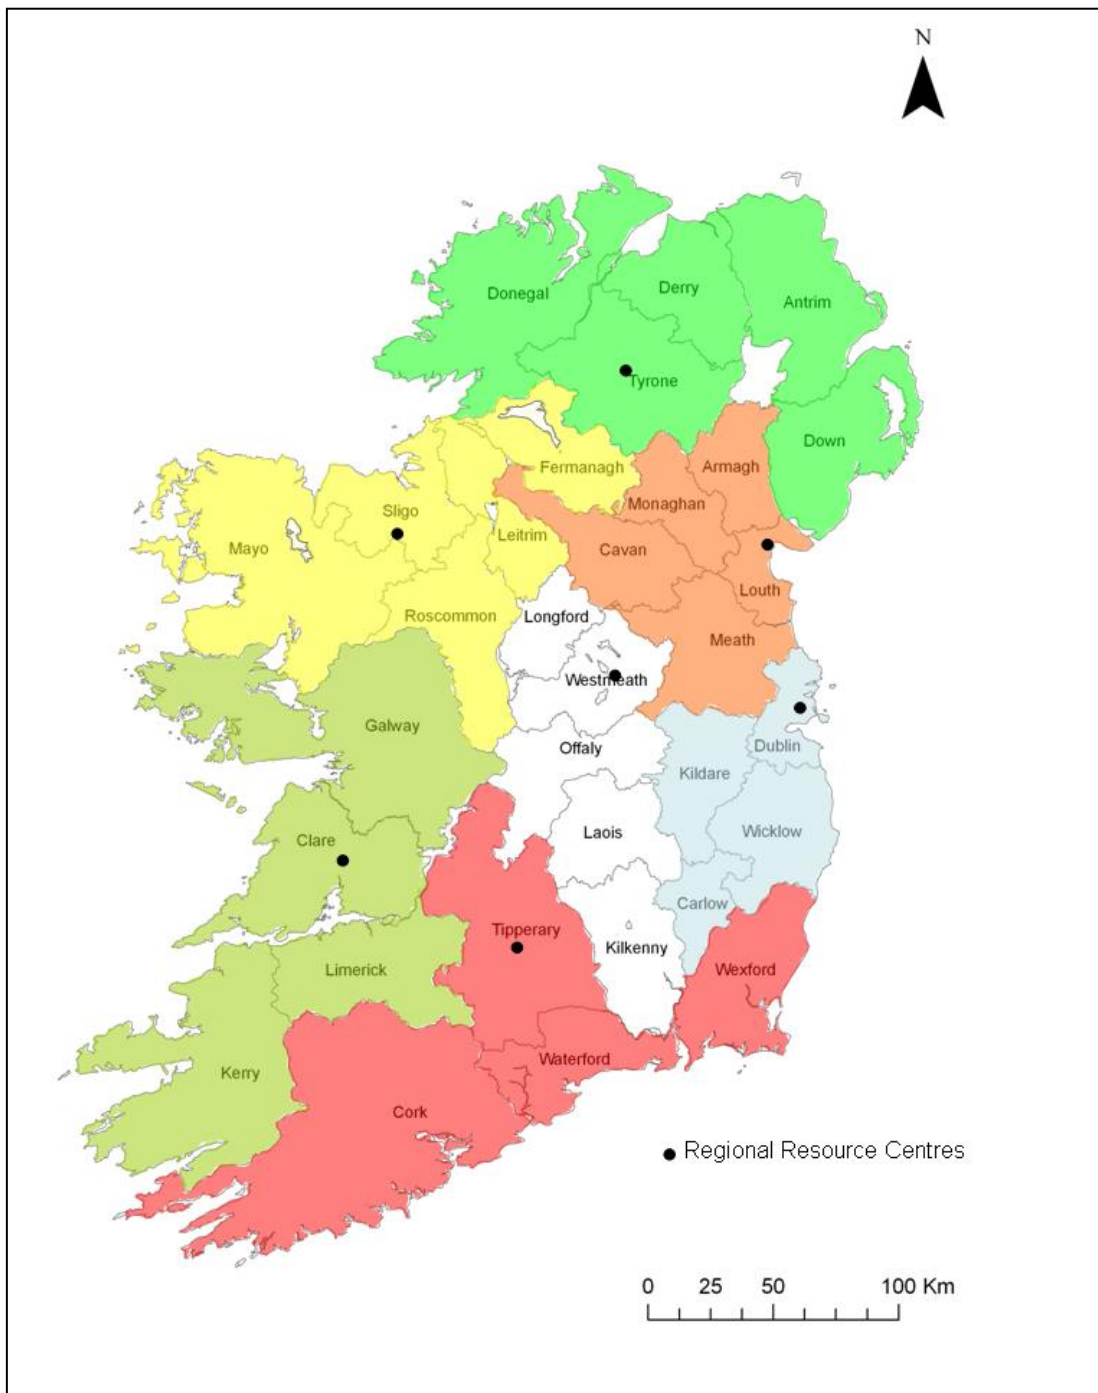 N
Donegal
Derry
Antrim
Tyrone
Down
Fermanagh
Armagh
Monaghan
Sligo
Leitrim
Mayo
Cavan
Louth
Roscommon
Longford
Meath
Westmeath
Galway
Offaly
Dublin
Kildare
Laois
Wicklow
Clare
Carlow
Tipperary
Kilkenny
Limerick
Wexford
Waterford
Kerry
Cork
Regional Resource Centres
0 25 50 100 Km